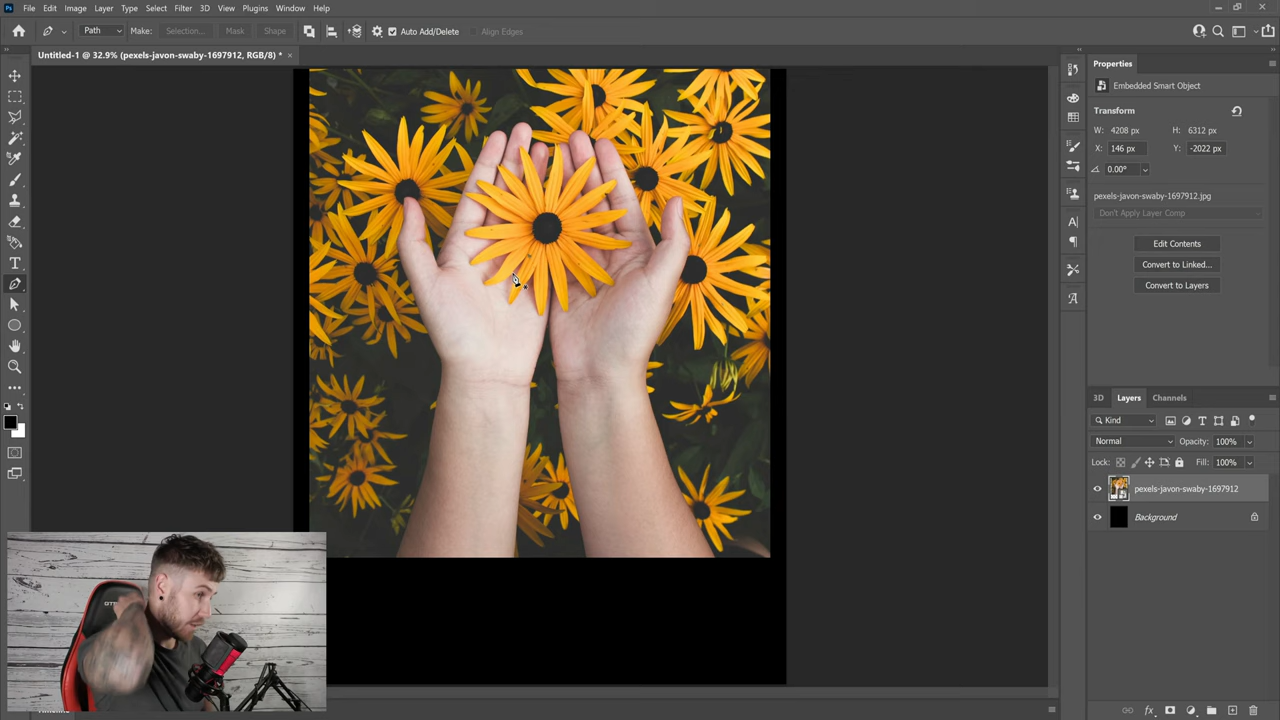 Ps File Edit Image Layer Type Select Filter 3D View Plugins Window Help
Path Make: Selection... Mask Shape Auto Add/Delete Align Edges
Untitled-1 @ 32.9% (pexels-javon-swaby-1697912, RGB/8) * ×
Properties
Embedded Smart Object
Transform
W: 4208 px H: 6312 px
X: 146 px Y: -2022 px
0.00°
pexels-javon-swaby-1697912.jpg
Don't Apply Layer Comp
Edit Contents
Convert to Linked...
Convert to Layers
3D Layers Channels
Kind
Normal Opacity: 100%
Lock: Fill: 100%
pexels-javon-swaby-1697912
Background